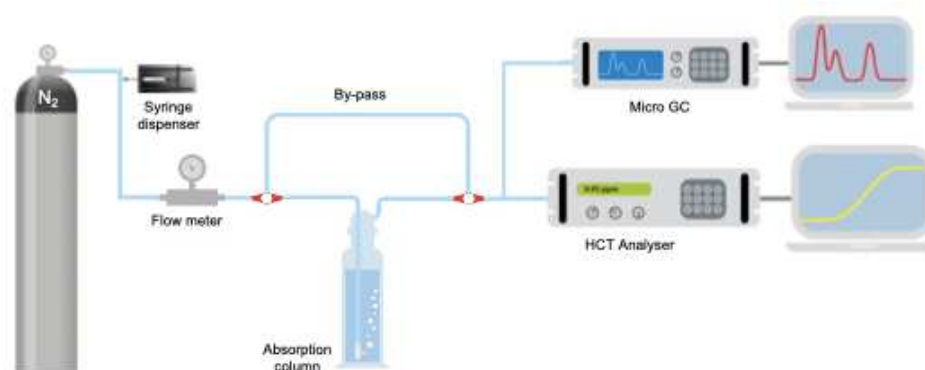 N2
Syringe
dispenser
By-pass
Micro GC
Flow meter
HCT Analyser
Absorption
column